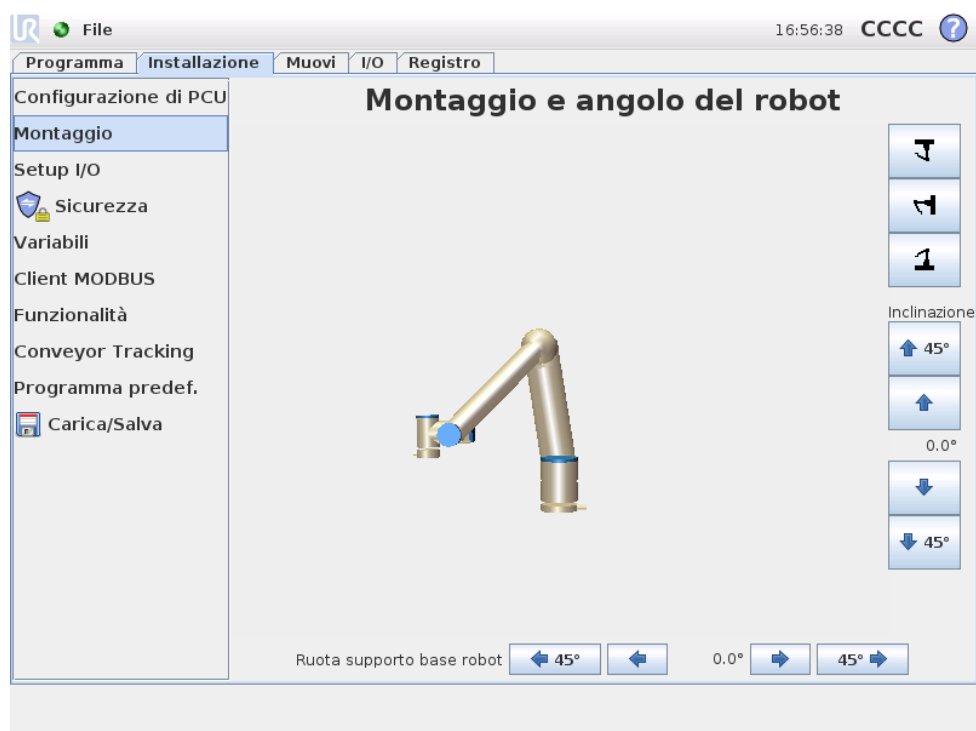 UR File 16:56:38 CCCC ?
Programma Installazione Muovi I/O Registro
Configurazione di PCU
Montaggio e angolo del robot
Montaggio
Setup I/O
Sicurezza
Variabili
Client MODBUS
Funzionalità
Conveyor Tracking
Programma predef.
Carica/Salva
Inclinazione
45°
0.0°
45°
Ruota supporto base robot 45° 0.0° 45°